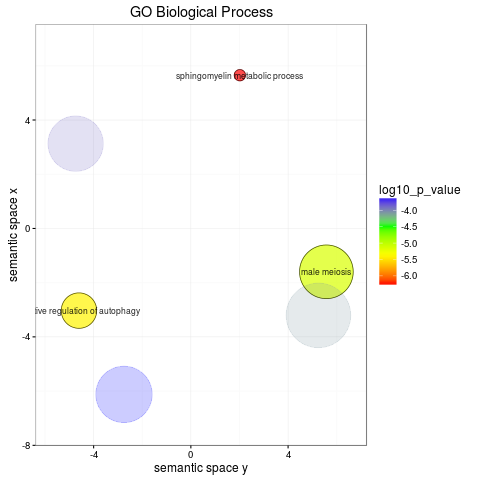 GO Biological Process
sphingomyelin metabolic process
male meiosis
ive regulation of autophagy
semantic space x
4
0
-4
-8
-4
0
4
semantic space y
log10_p_value
-4.0
-4.5
-5.0
-5.5
-6.0